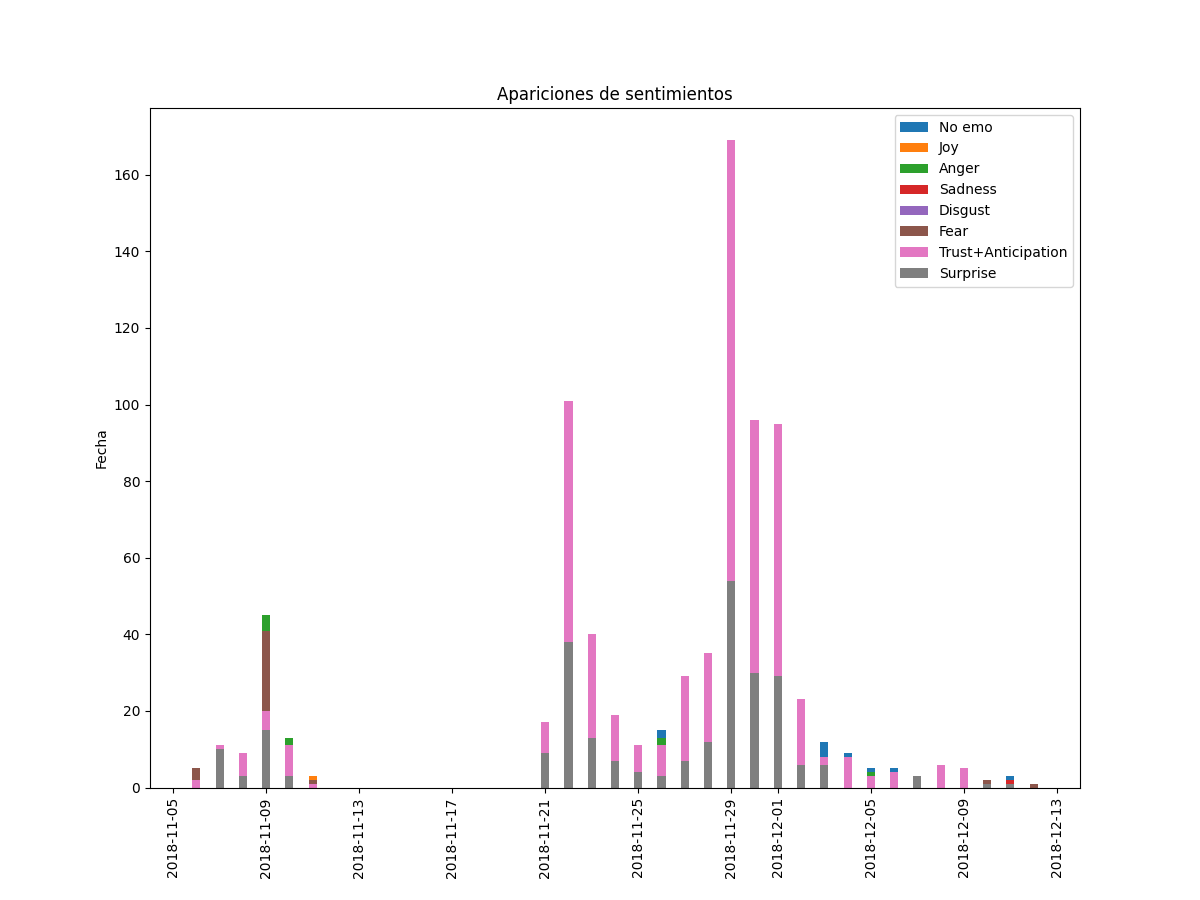 Apariciones de sentimientos
No emo
Joy
Anger
Sadness
Disgust
Fear
Trust+Anticipation
Surprise
160
140
120
100
80
60
40
20
0
Fecha
2018-11-05
2018-11-09
2018-11-13
2018-11-17
2018-11-21
2018-11-25
2018-11-29
2018-12-01
2018-12-05
2018-12-09
2018-12-13